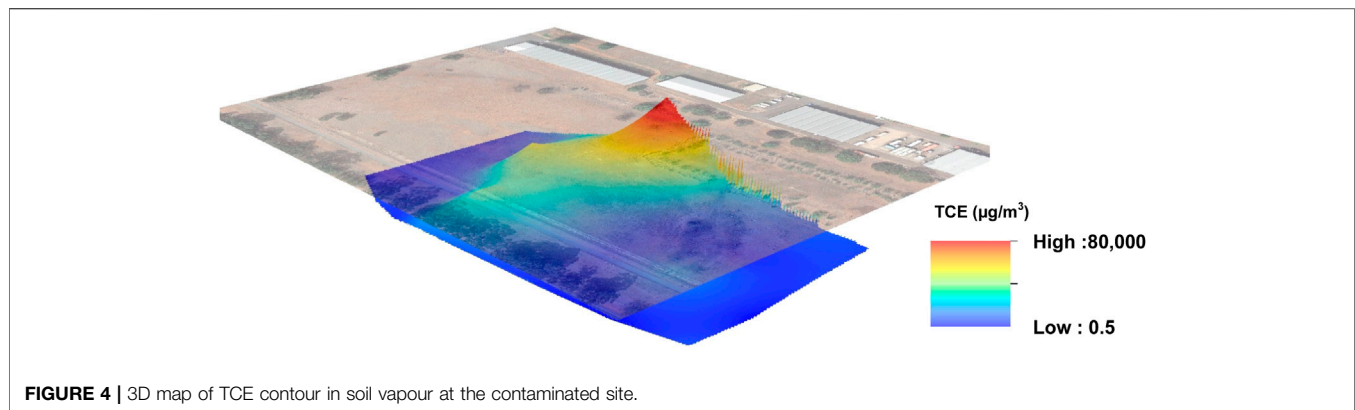 TCE (µg/m³)
High :80,000
Low : 0.5
FIGURE 4 | 3D map of TCE contour in soil vapour at the contaminated site.